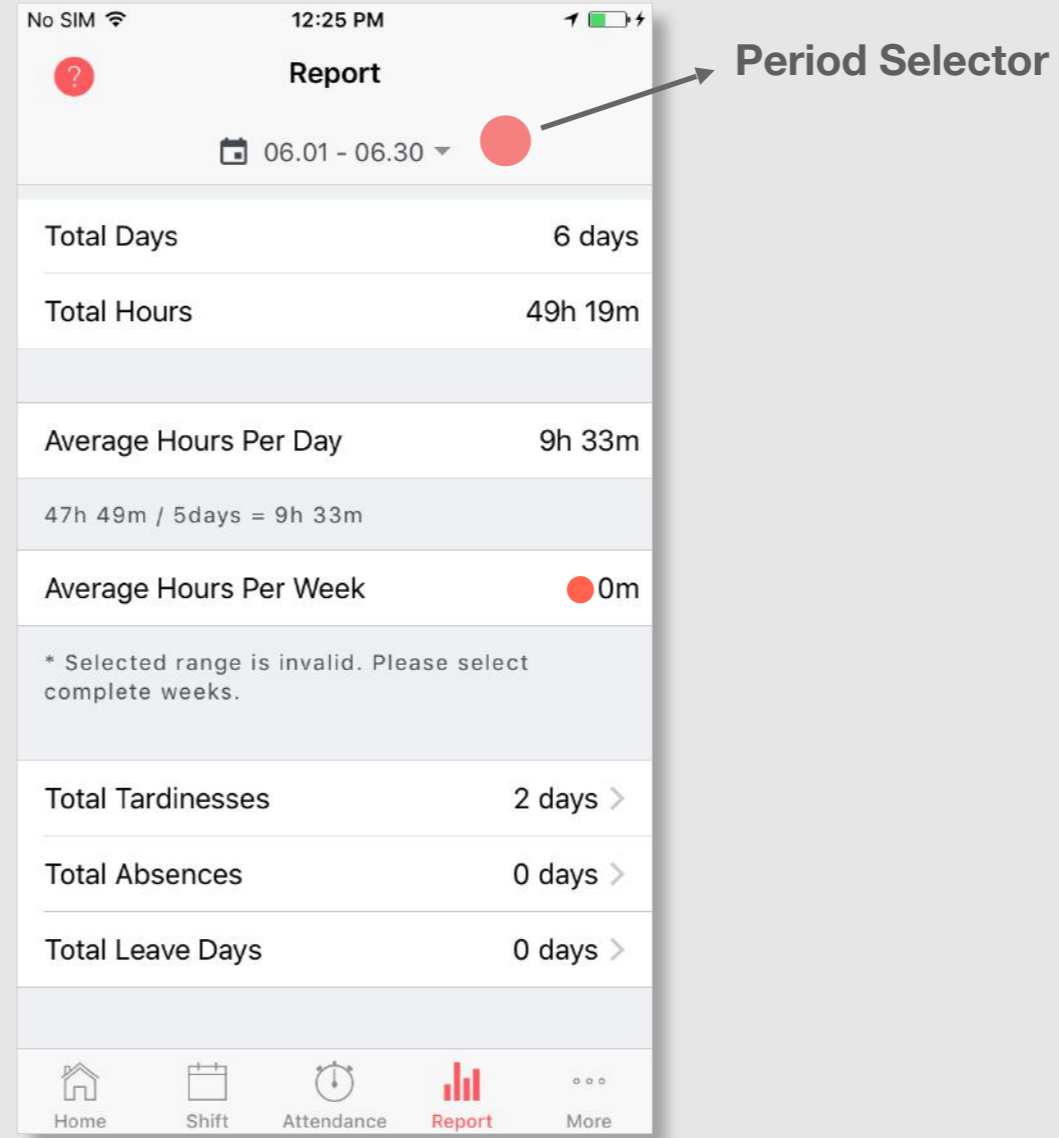 No SIM 12:25 PM
?
Report
Period Selector
06.01 - 06.30
Total Days 6 days
Total Hours 49h 19m
Average Hours Per Day 9h 33m
47h 49m / 5days = 9h 33m
Average Hours Per Week 0m
* Selected range is invalid. Please select
complete weeks.
Total Tardinesses 2 days
Total Absences 0 days
Total Leave Days 0 days
Home Shift Attendance Report More